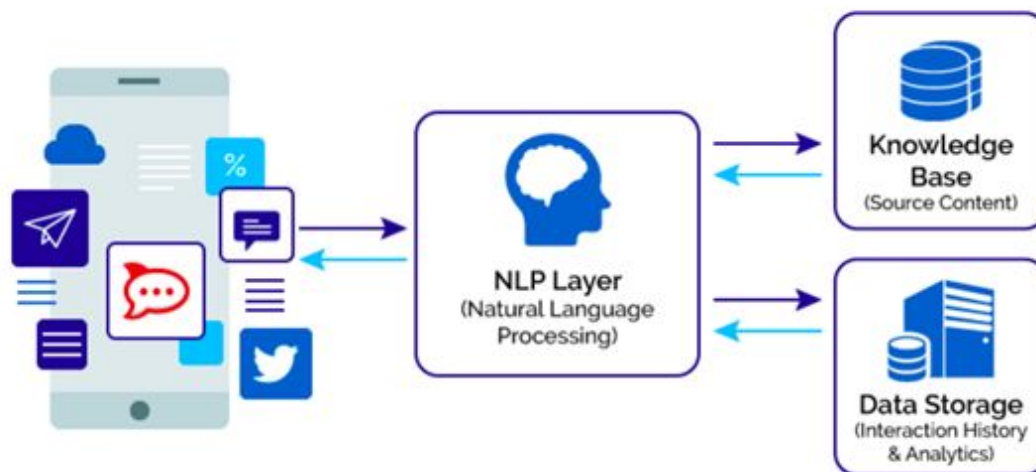 %
NLP Layer
(Natural Language
Processing)
Knowledge
Base
(Source Content)
Data Storage
(Interaction History
& Analytics)